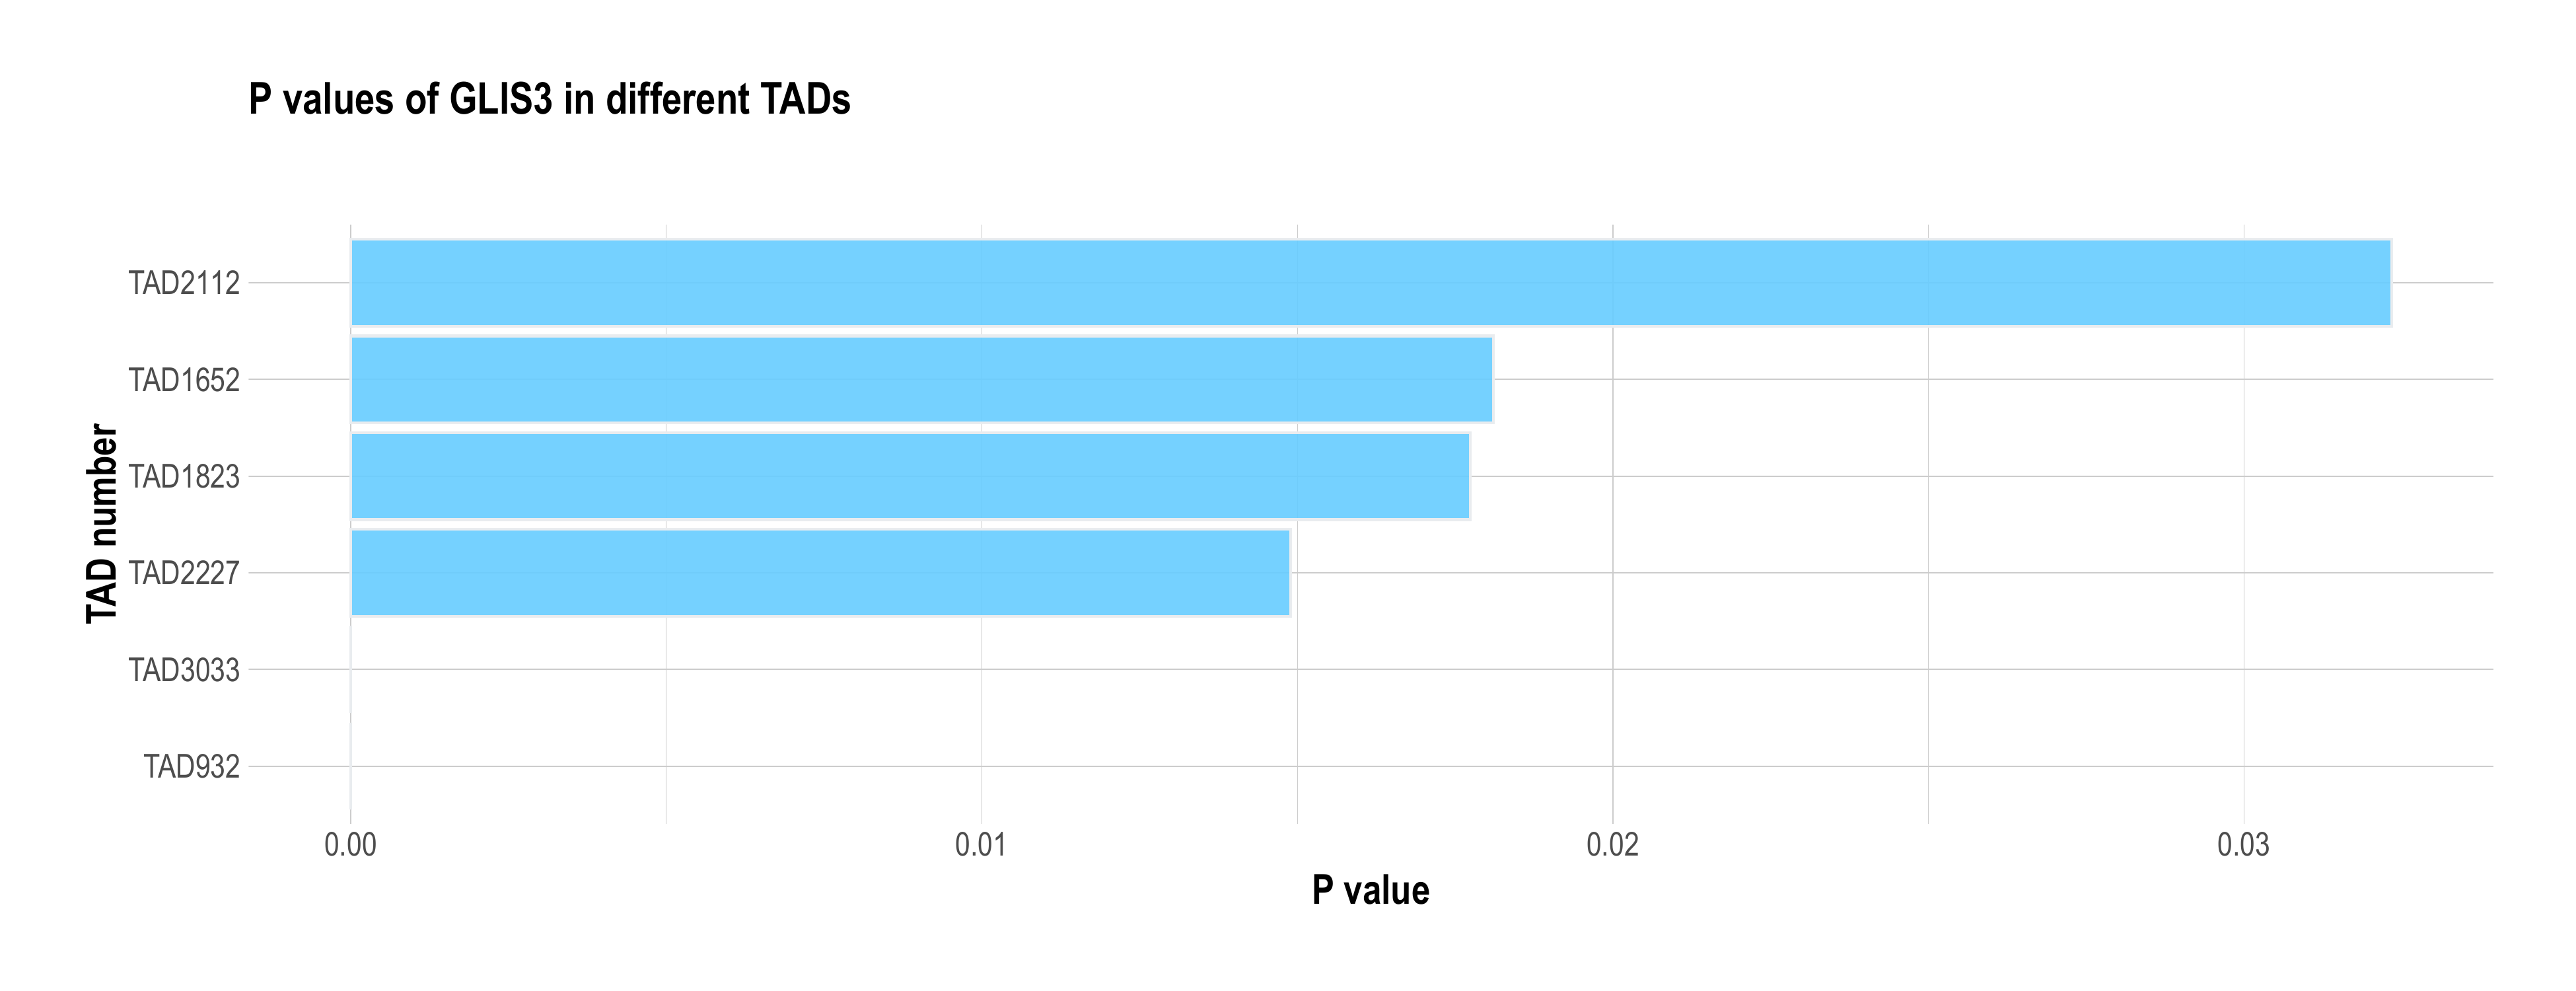 P values of GLIS3 in different TADs
TAD number
TAD2112
TAD1652
TAD1823
TAD2227
TAD3033
TAD932
0.00 0.01 0.02 0.03
P value